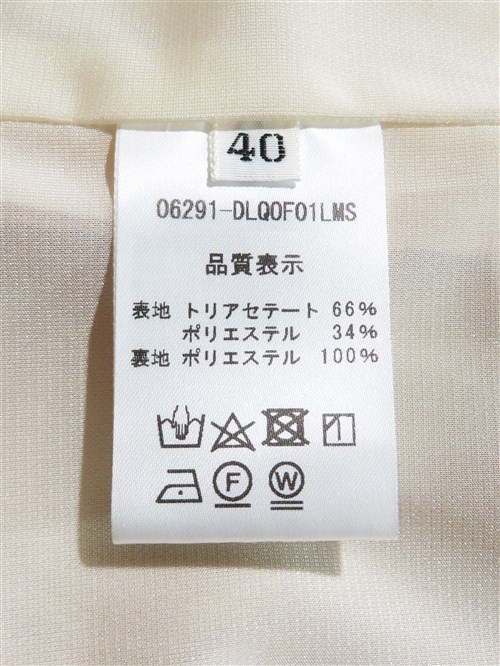 40
06291-DLQ0F01LMS
品質表示
表地 トリアセテート 66%
ポリエステル 34%
裏地 ポリエステル 100%
F W